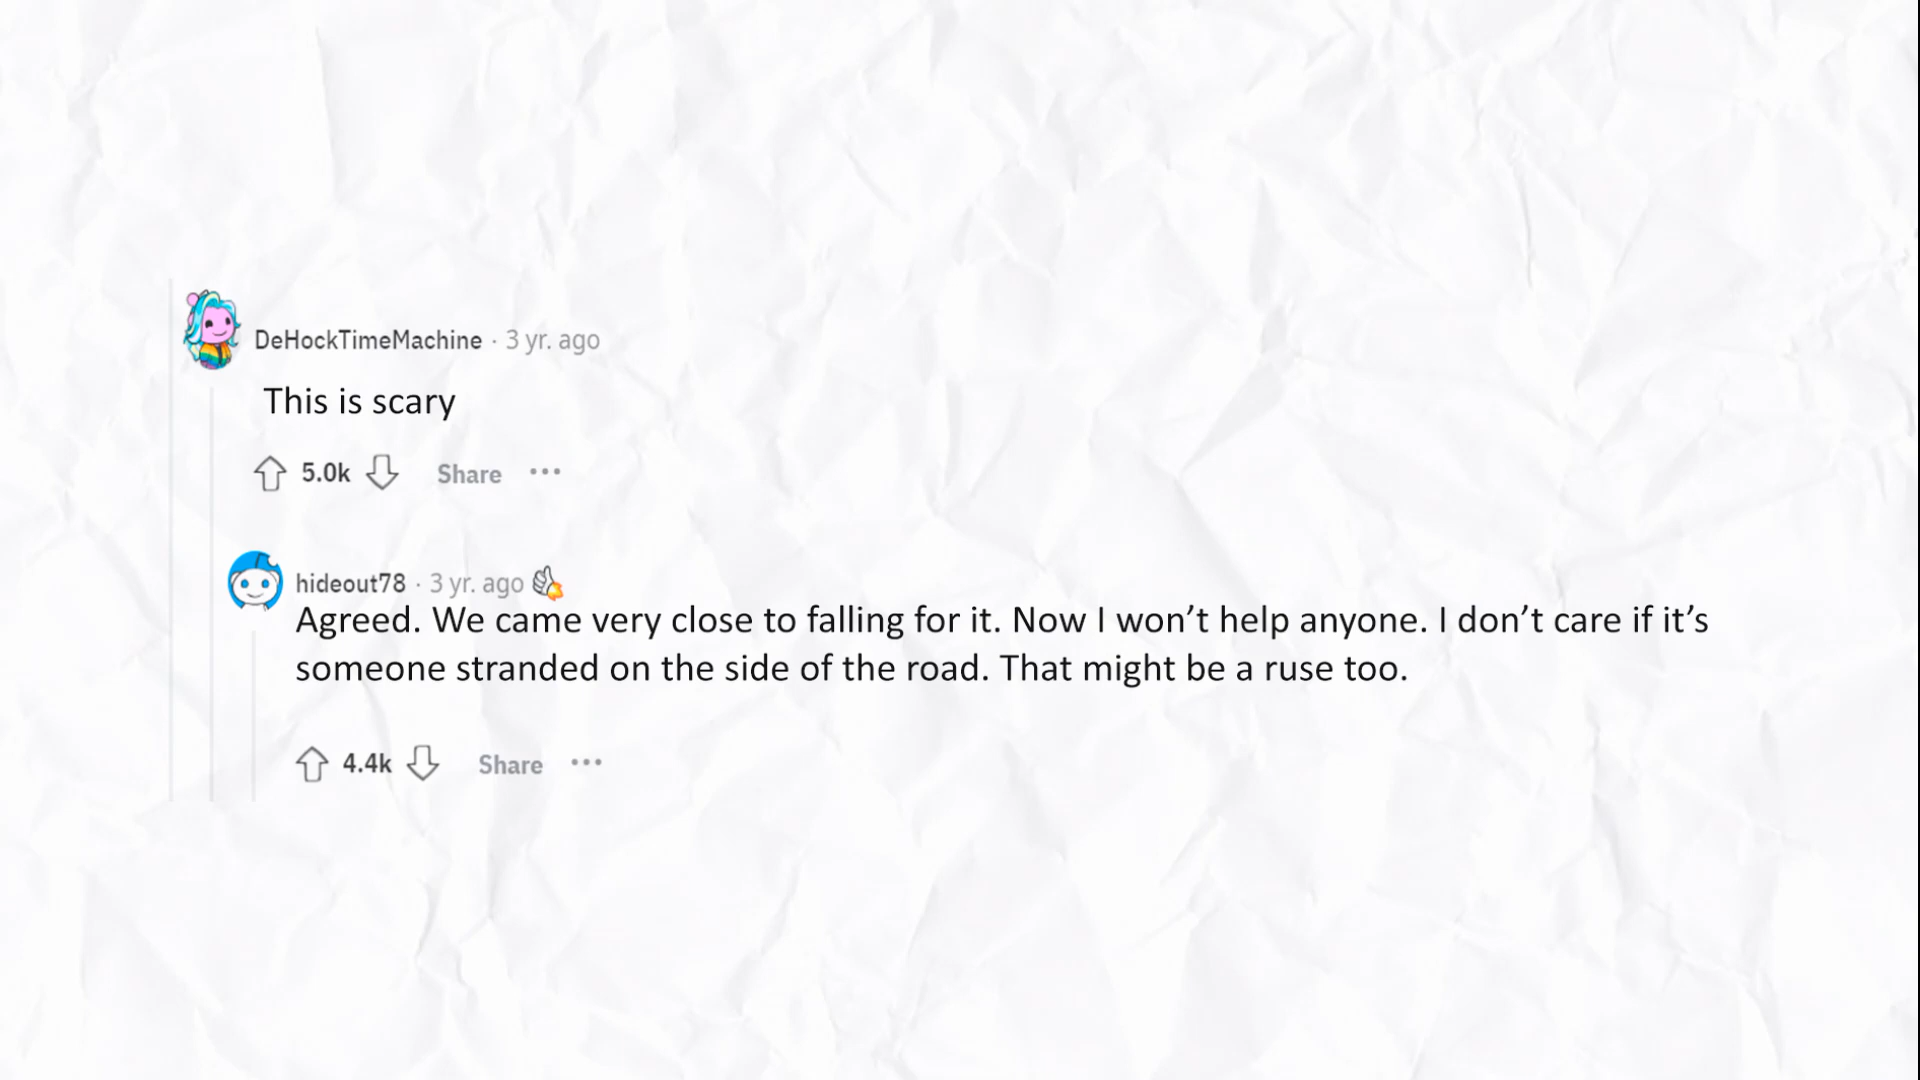 DeHockTimeMachine · 3 yr. ago
This is scary
5.0k Share ···
hideout78 · 3 yr. ago
Agreed. We came very close to falling for it. Now I won’t help anyone. I don’t care if it’s
someone stranded on the side of the road. That might be a ruse too.
4.4k Share ···